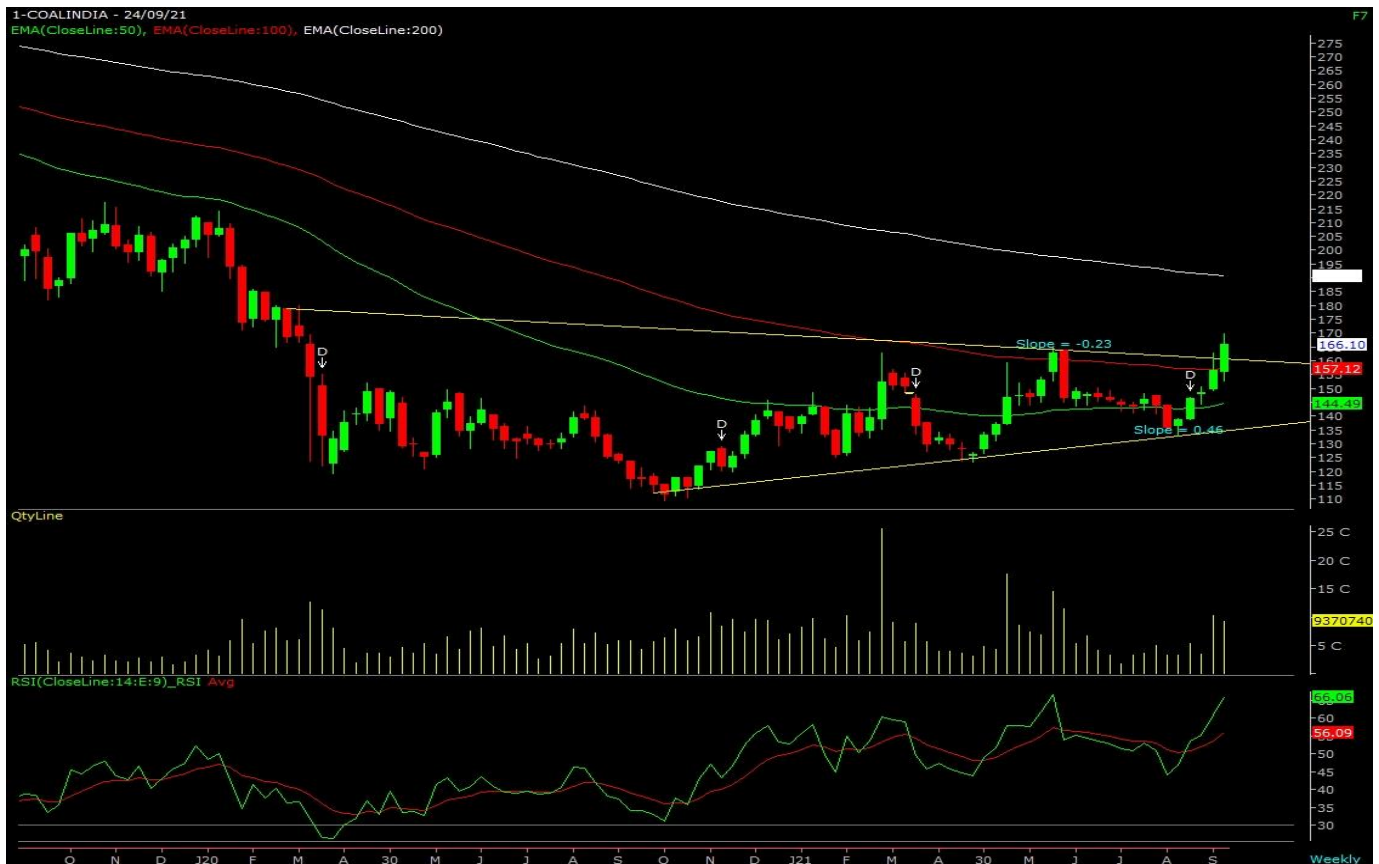 1-COALINDIA - 24/09/21
F7
EMA(CloseLine:50), EMA(CloseLine:100), EMA(CloseLine:200)
275
270
265
260
255
250
245
240
235
230
225
220
215
210
205
200
195
185
180
175
170
166.10
160
157.12
155
150
144.49
140
135
130
125
120
115
110
D
D
D
D
Slope = -0.23
Slope = 0.46
QtyLine
25 C
20 C
15 C
9370740
5 C
RSI(CloseLine:14:E:9)_RSI Avg
66.06
60
56.09
50
45
40
35
30
O N D J20 F M A 30 M J J A S O N D J21 F M A 30 M J J A S
Weekly